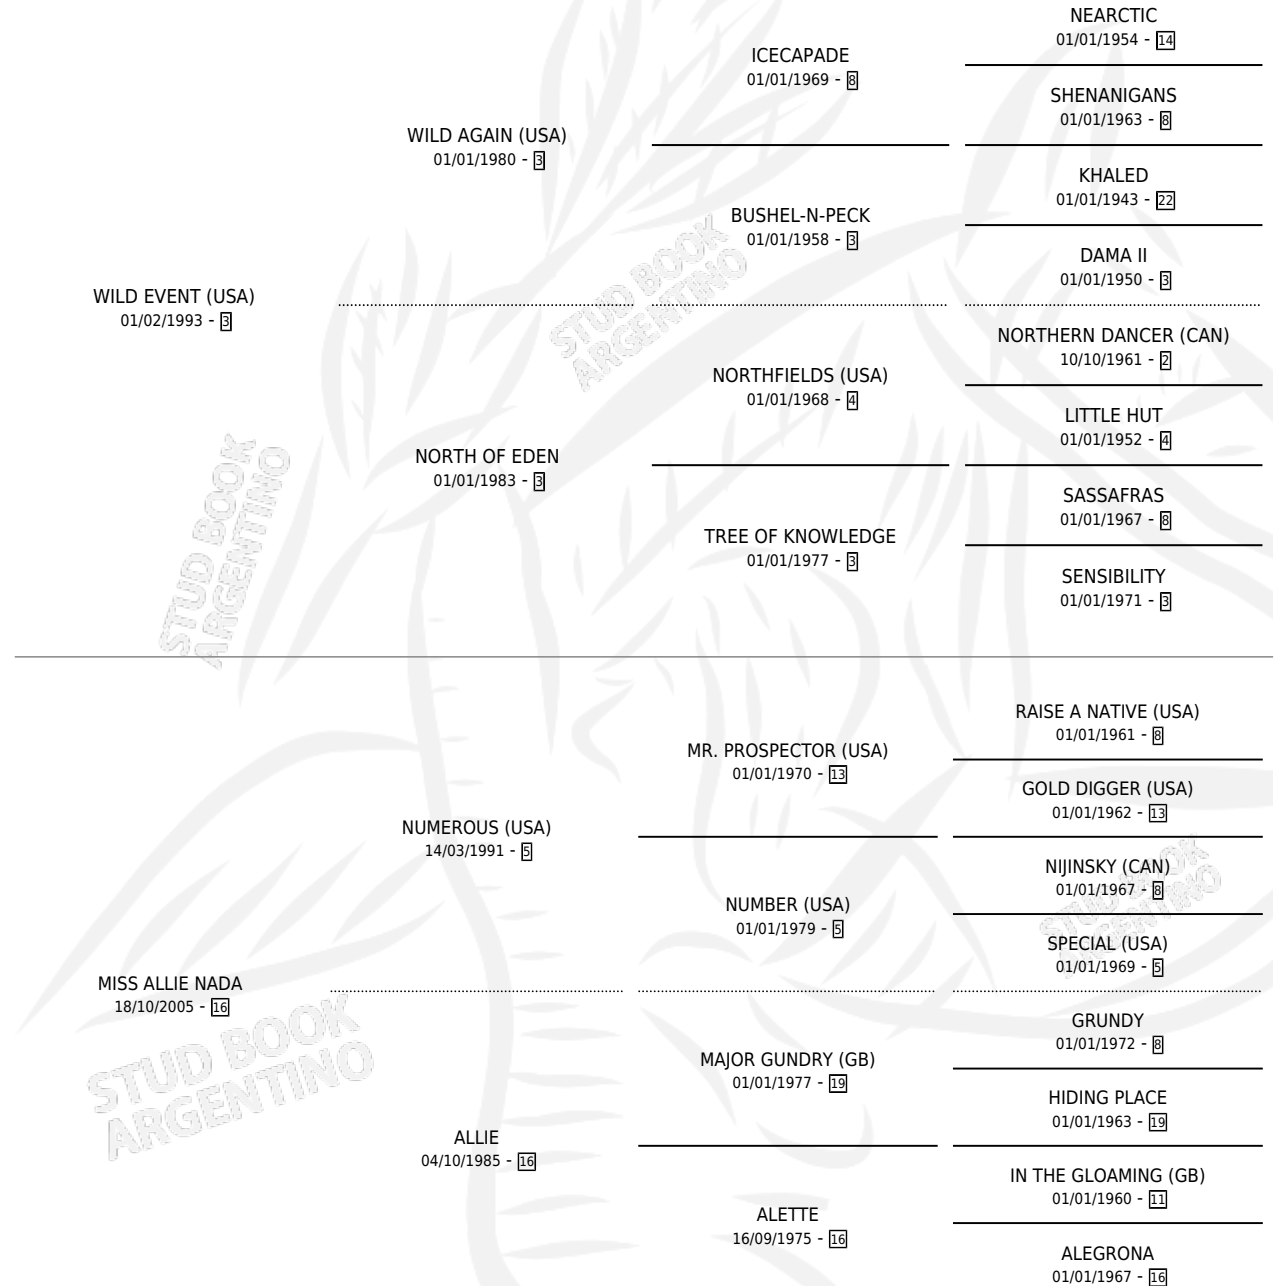 NEARCTIC
01/01/1954 - 14
ICECAPADE
01/01/1969 - 8
SHENANIGANS
01/01/1963 - 8
WILD AGAIN (USA)
01/01/1980 - 3
KHALED
01/01/1943 - 22
BUSHEL-N-PECK
01/01/1958 - 3
DAMA II
01/01/1950 - 3
WILD EVENT (USA)
01/02/1993 - 3
STUD BOOK
ARGENTINO
NORTHERN DANCER (CAN)
10/10/1961 - 2
NORTHFIELDS (USA)
01/01/1968 - 4
LITTLE HUT
01/01/1952 - 4
NORTH OF EDEN
01/01/1983 - 3
SASSAFRAS
01/01/1967 - 8
TREE OF KNOWLEDGE
01/01/1977 - 3
SENSIBILITY
01/01/1971 - 3
STUD BOOK
ARGENTINO
RAISE A NATIVE (USA)
01/01/1961 - 8
MR. PROSPECTOR (USA)
01/01/1970 - 13
GOLD DIGGER (USA)
01/01/1962 - 13
NUMEROUS (USA)
14/03/1991 - 5
NIJINSKY (CAN)
01/01/1967 - 8
NUMBER (USA)
01/01/1979 - 5
STUD BOOK
ARGENTINO
SPECIAL (USA)
01/01/1969 - 5
MISS ALLIE NADA
18/10/2005 - 16
GRUNDY
01/01/1972 - 8
MAJOR GUNDRY (GB)
01/01/1977 - 19
STUD BOOK
ARGENTINO
HIDING PLACE
01/01/1963 - 19
ALLIE
04/10/1985 - 16
IN THE GLOAMING (GB)
01/01/1960 - 11
ALETTE
16/09/1975 - 16
ALEGRONA
01/01/1967 - 16